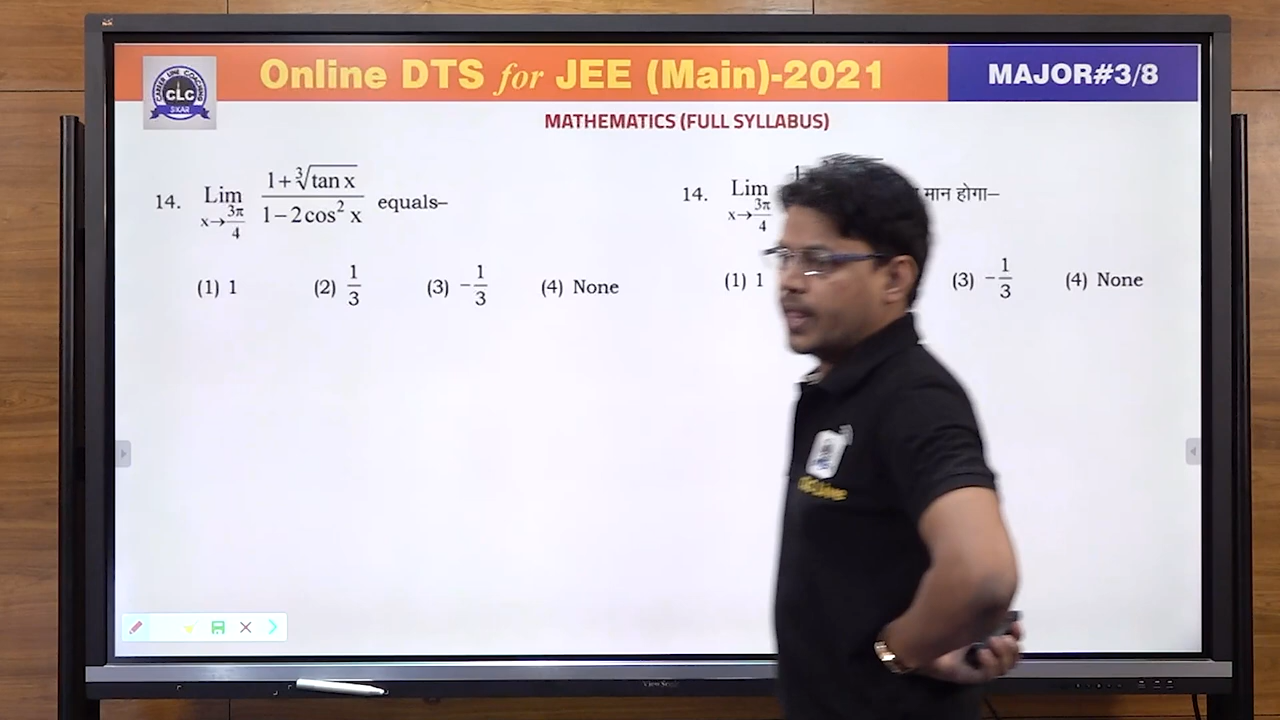 Online DTS for JEE (Main)-2021
MAJOR#3/8
CLC
SIKAR
MATHEMATICS (FULL SYLLABUS)
14. Lim x→3π/4 (1+∛tan x)/(1−2cos² x) equals–
(1) 1 (2) 1/3 (3) −1/3 (4) None
14. Lim x→3π/4 मान होगा–
(1) 1 (3) −1/3 (4) None